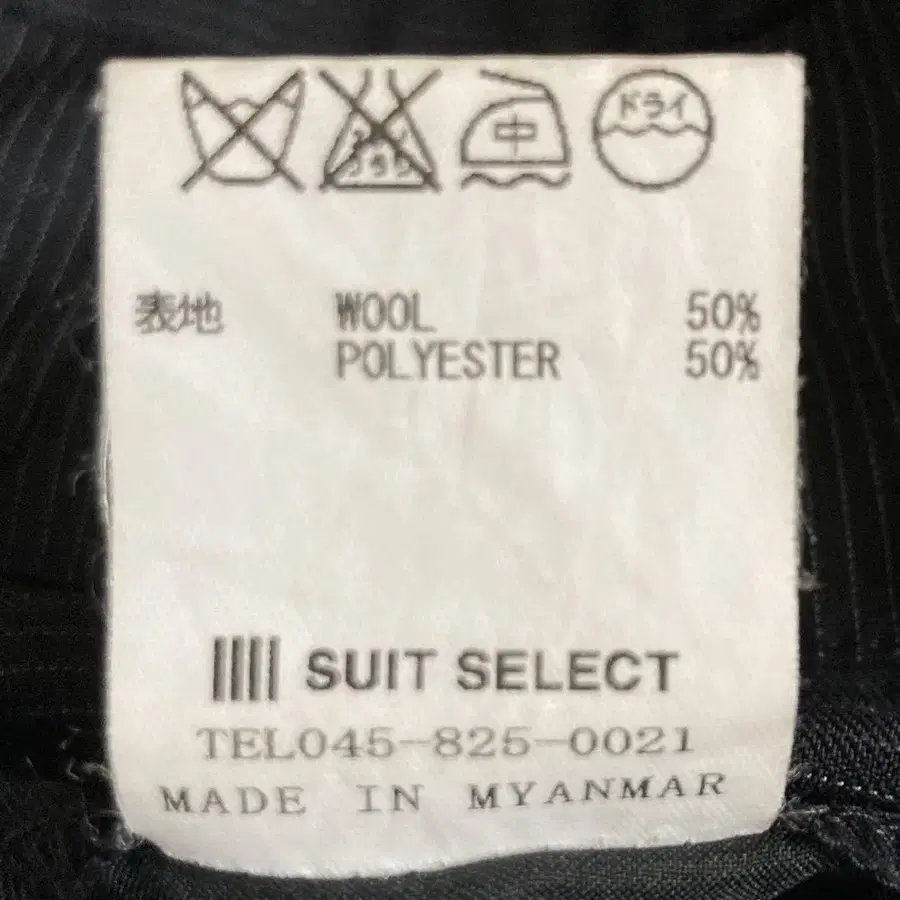 中 ドライ
表地 WOOL 50%
POLYESTER 50%
SUIT SELECT
TEL045-825-0021
MADE IN MYANMAR